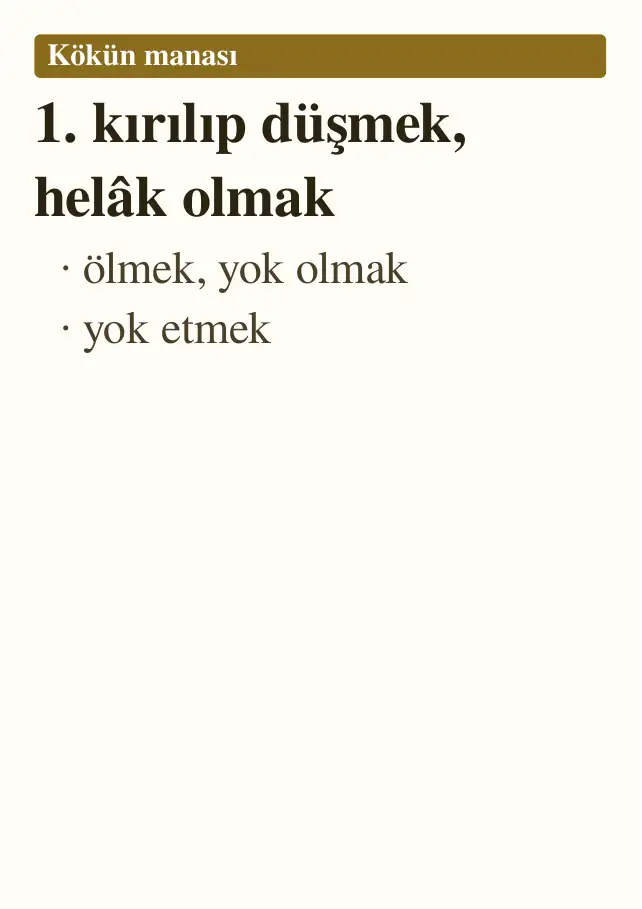 Kökün manası
1. kırılıp düşmek,
helâk olmak
· ölmek, yok olmak
· yok etmek